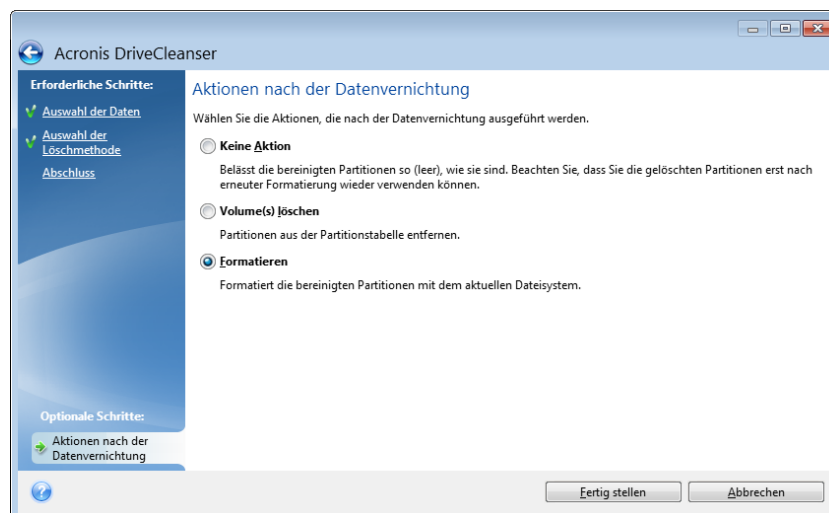 Acronis DriveCleanser
Erforderliche Schritte:
Auswahl der Daten
Auswahl der
Löschmethode
Abschluss
Optionale Schritte:
Aktionen nach der
Datenvernichtung
Aktionen nach der Datenvernichtung
Wählen Sie die Aktionen, die nach der Datenvernichtung ausgeführt werden.
Keine Aktion
Belässt die bereinigten Partitionen so (leer), wie sie sind. Beachten Sie, dass Sie die gelöschten Partitionen erst nach
erneuter Formatierung wieder verwenden können.
Volume(s) löschen
Partitionen aus der Partitionstabelle entfernen.
Formatieren
Formatiert die bereinigten Partitionen mit dem aktuellen Dateisystem.
Fertig stellen
Abbrechen